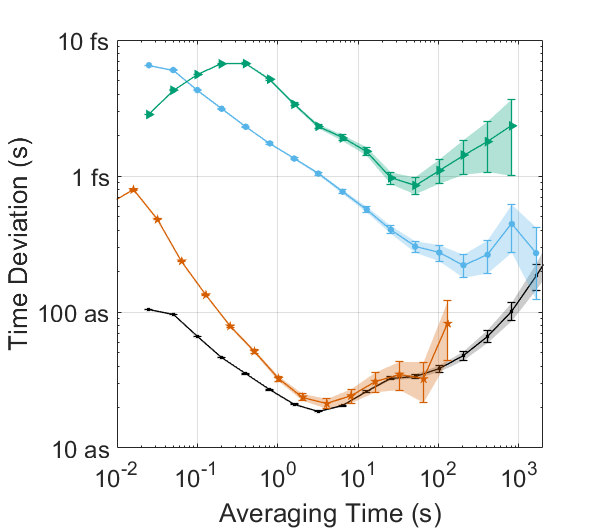 10 fs
1 fs
100 as
10 as
Time Deviation (s)
10⁻² 10⁻¹ 10⁰ 10¹ 10² 10³
Averaging Time (s)